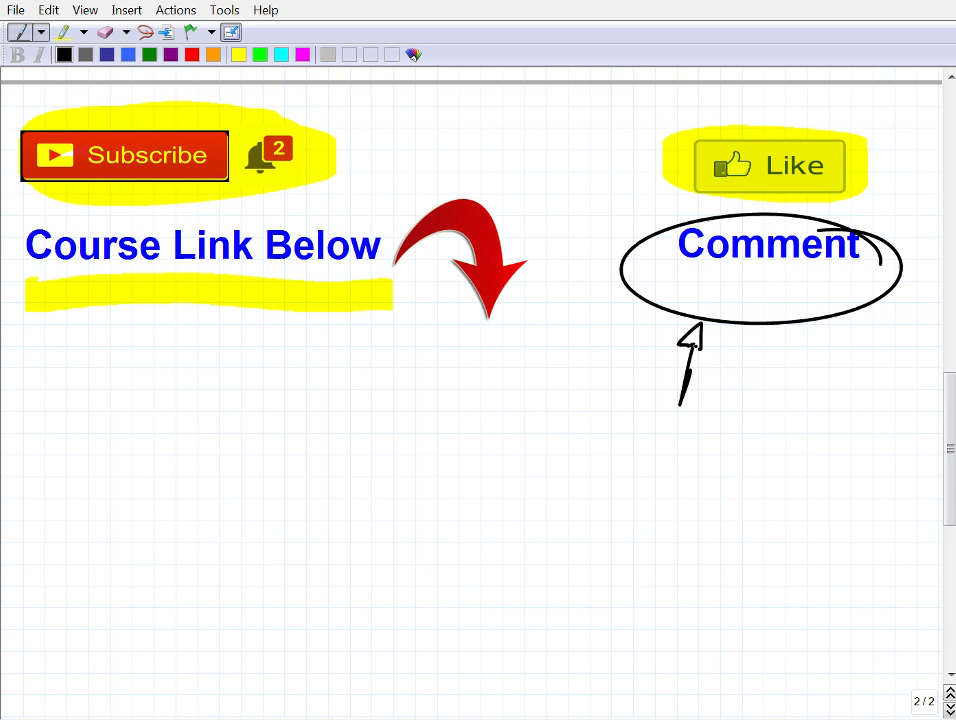 File Edit View Insert Actions Tools Help
B I
Subscribe 2
Like
Course Link Below
Comment
2 / 2